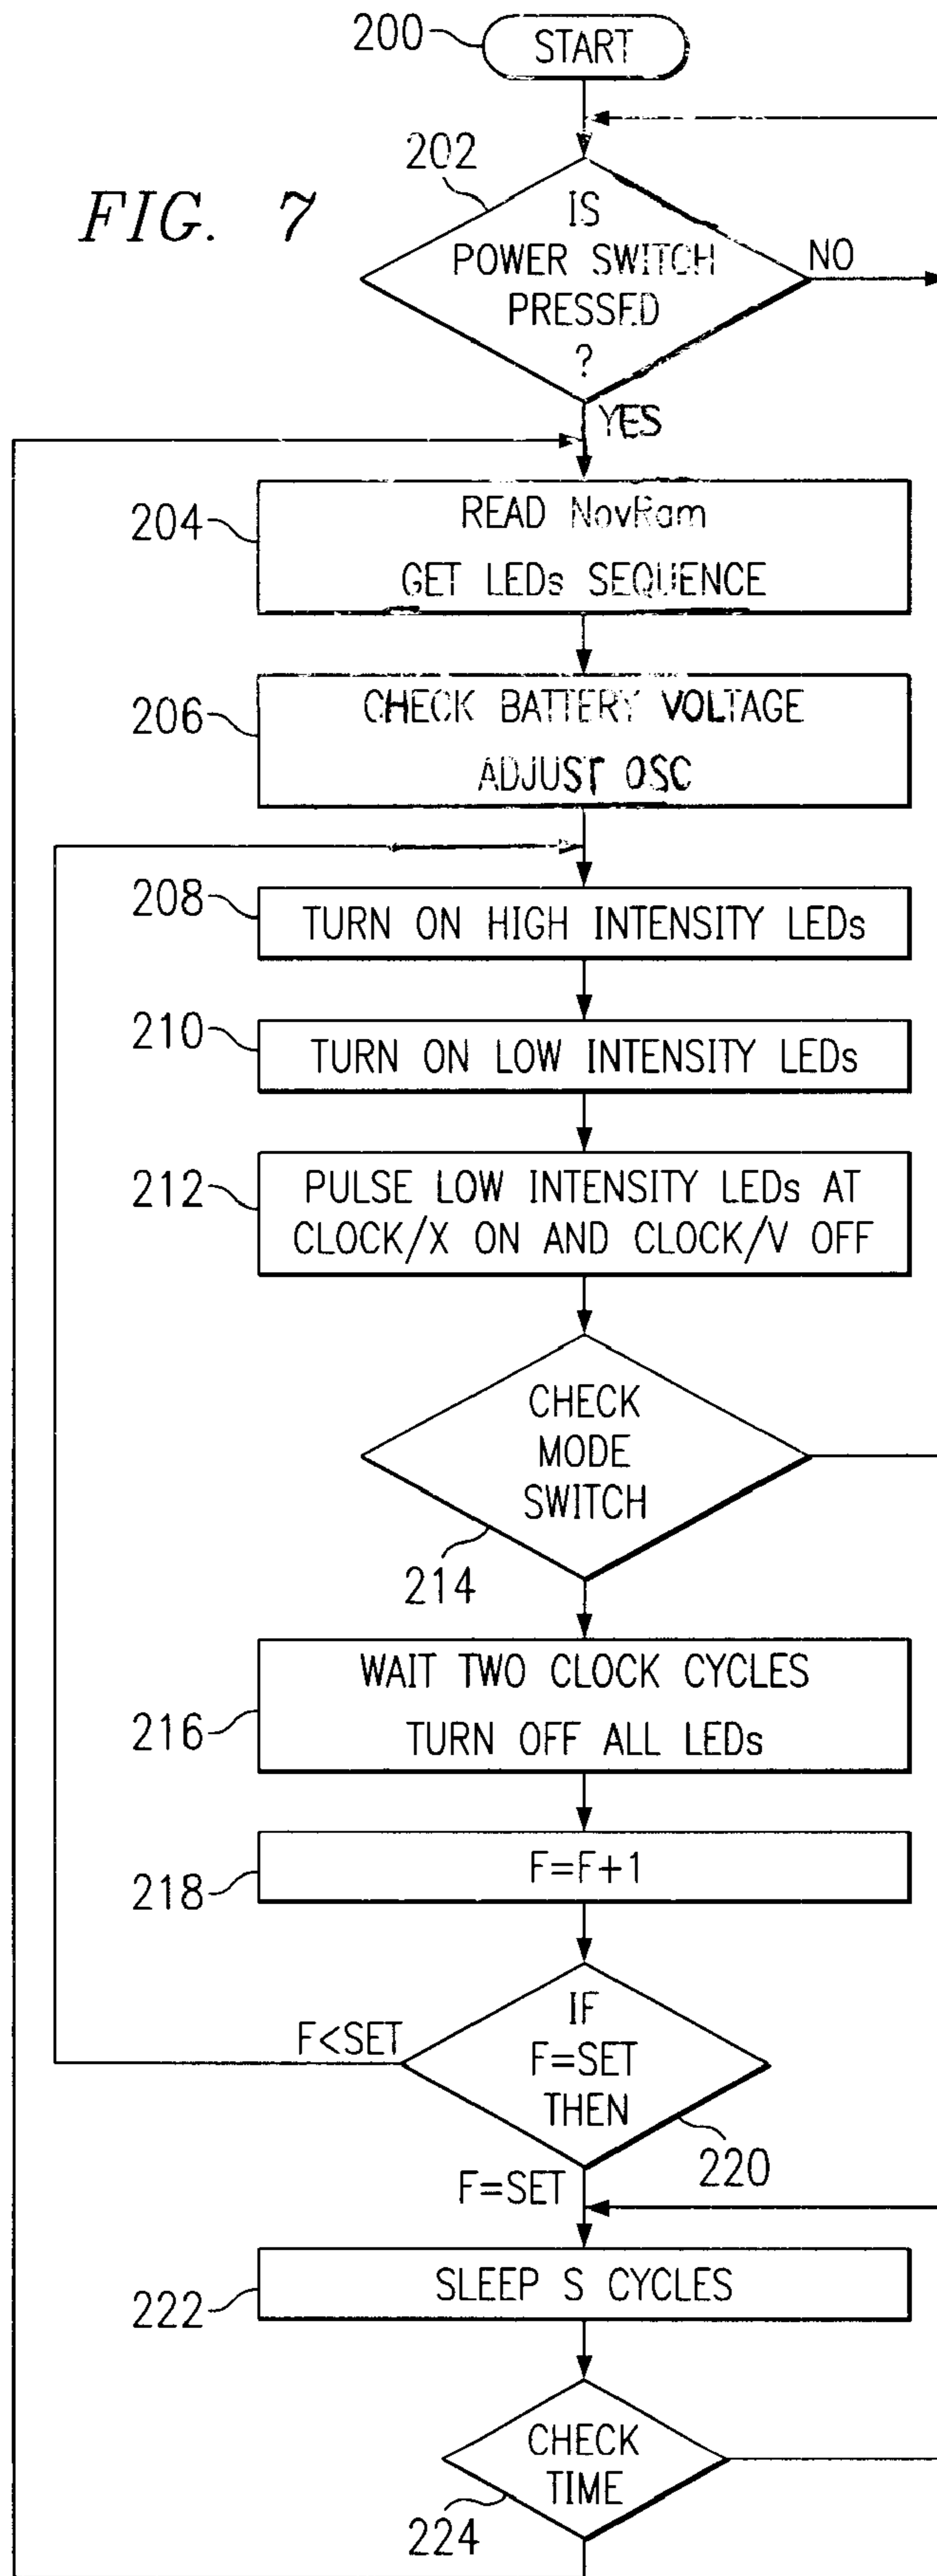 200
START
202
FIG. 7
IS
POWER SWITCH
PRESSED
?
NO
YES
204
READ NovRam
GET LEDs SEQUENCE
206
CHECK BATTERY VOLTAGE
ADJUST OSC
208
TURN ON HIGH INTENSITY LEDs
210
TURN ON LOW INTENSITY LEDs
212
PULSE LOW INTENSITY LEDs AT
CLOCK/X ON AND CLOCK/V OFF
CHECK
MODE
SWITCH
214
216
WAIT TWO CLOCK CYCLES
TURN OFF ALL LEDs
218
F=F+1
F<SET
IF
F=SET
THEN
220
F=SET
222
SLEEP S CYCLES
CHECK
TIME
224